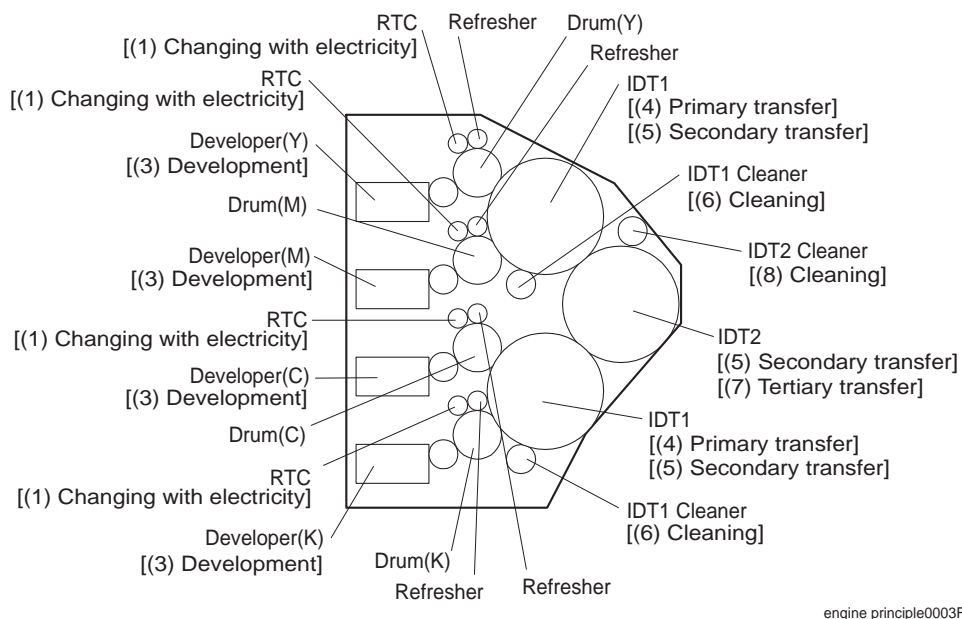 RTC
[(1) Changing with electricity]
Refresher
Drum(Y)
Refresher
RTC
[(1) Changing with electricity]
IDT1
[(4) Primary transfer]
[(5) Secondary transfer]
Developer(Y)
[(3) Development]
IDT1 Cleaner
[(6) Cleaning]
Drum(M)
IDT2 Cleaner
[(8) Cleaning]
Developer(M)
[(3) Development]
RTC
[(1) Changing with electricity]
IDT2
[(5) Secondary transfer]
[(7) Tertiary transfer]
Developer(C)
[(3) Development]
Drum(C)
IDT1
[(4) Primary transfer]
[(5) Secondary transfer]
RTC
[(1) Changing with electricity]
IDT1 Cleaner
[(6) Cleaning]
Developer(K)
[(3) Development]
Drum(K)
Refresher
Refresher
engine principle0003F